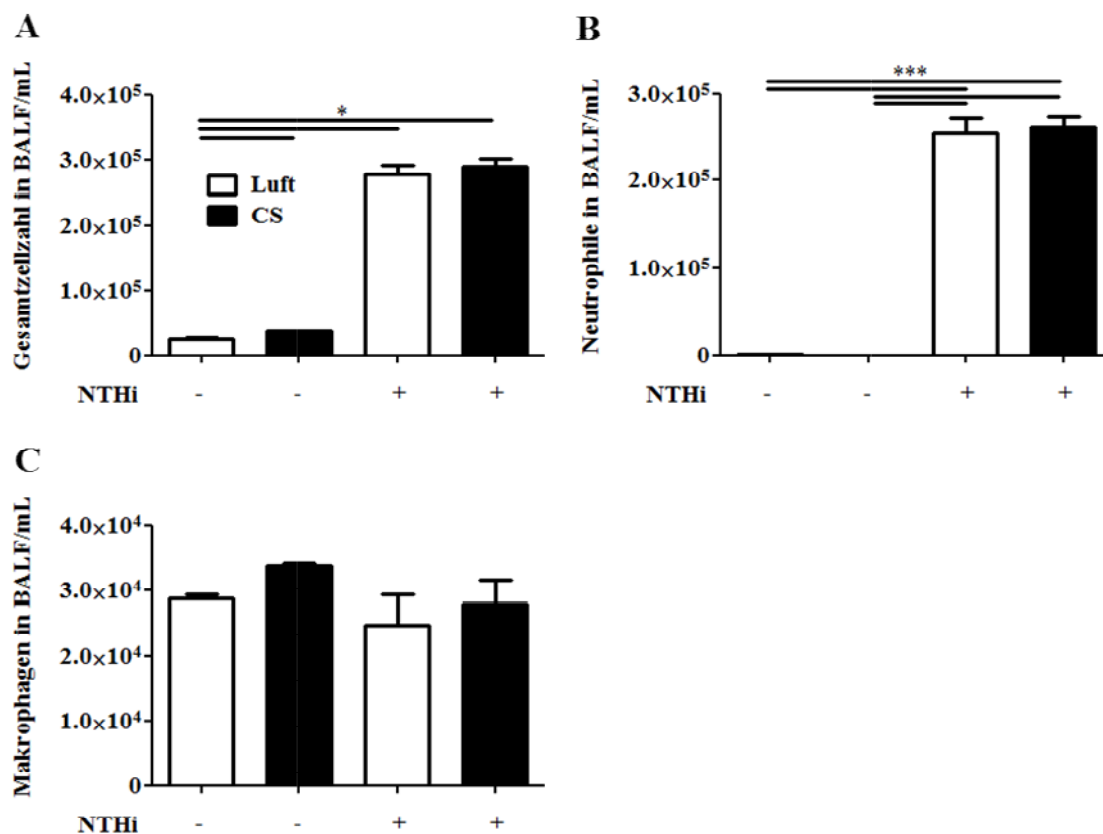 A
Gesamtzellzahl in BALF/mL
4.0×10⁵
3.0×10⁵
2.0×10⁵
1.0×10⁵
0
*
Luft
CS
NTHi - - + +
B
Neutrophile in BALF/mL
3.0×10⁵
2.0×10⁵
1.0×10⁵
0
***
NTHi - - + +
C
Makrophagen in BALF/mL
4.0×10⁴
3.0×10⁴
2.0×10⁴
1.0×10⁴
0
NTHi - - + +